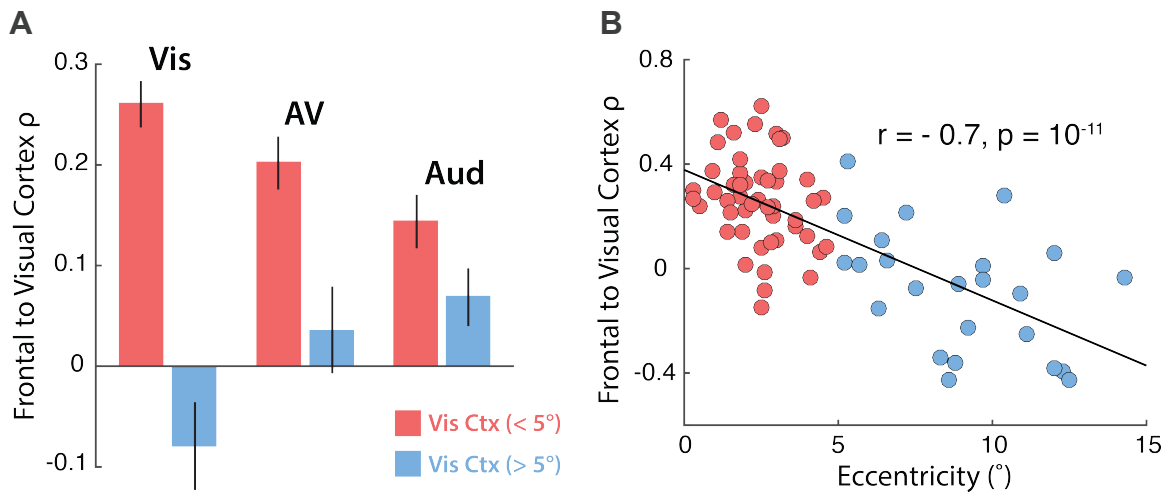 A
Frontal to Visual Cortex ρ
0.3
0.2
0.1
0
-0.1
Vis
AV
Aud
Vis Ctx (< 5°)
Vis Ctx (> 5°)
B
Frontal to Visual Cortex ρ
0.8
0.4
0
-0.4
r = - 0.7, p = 10⁻¹¹
0 5 10 15
Eccentricity (°)